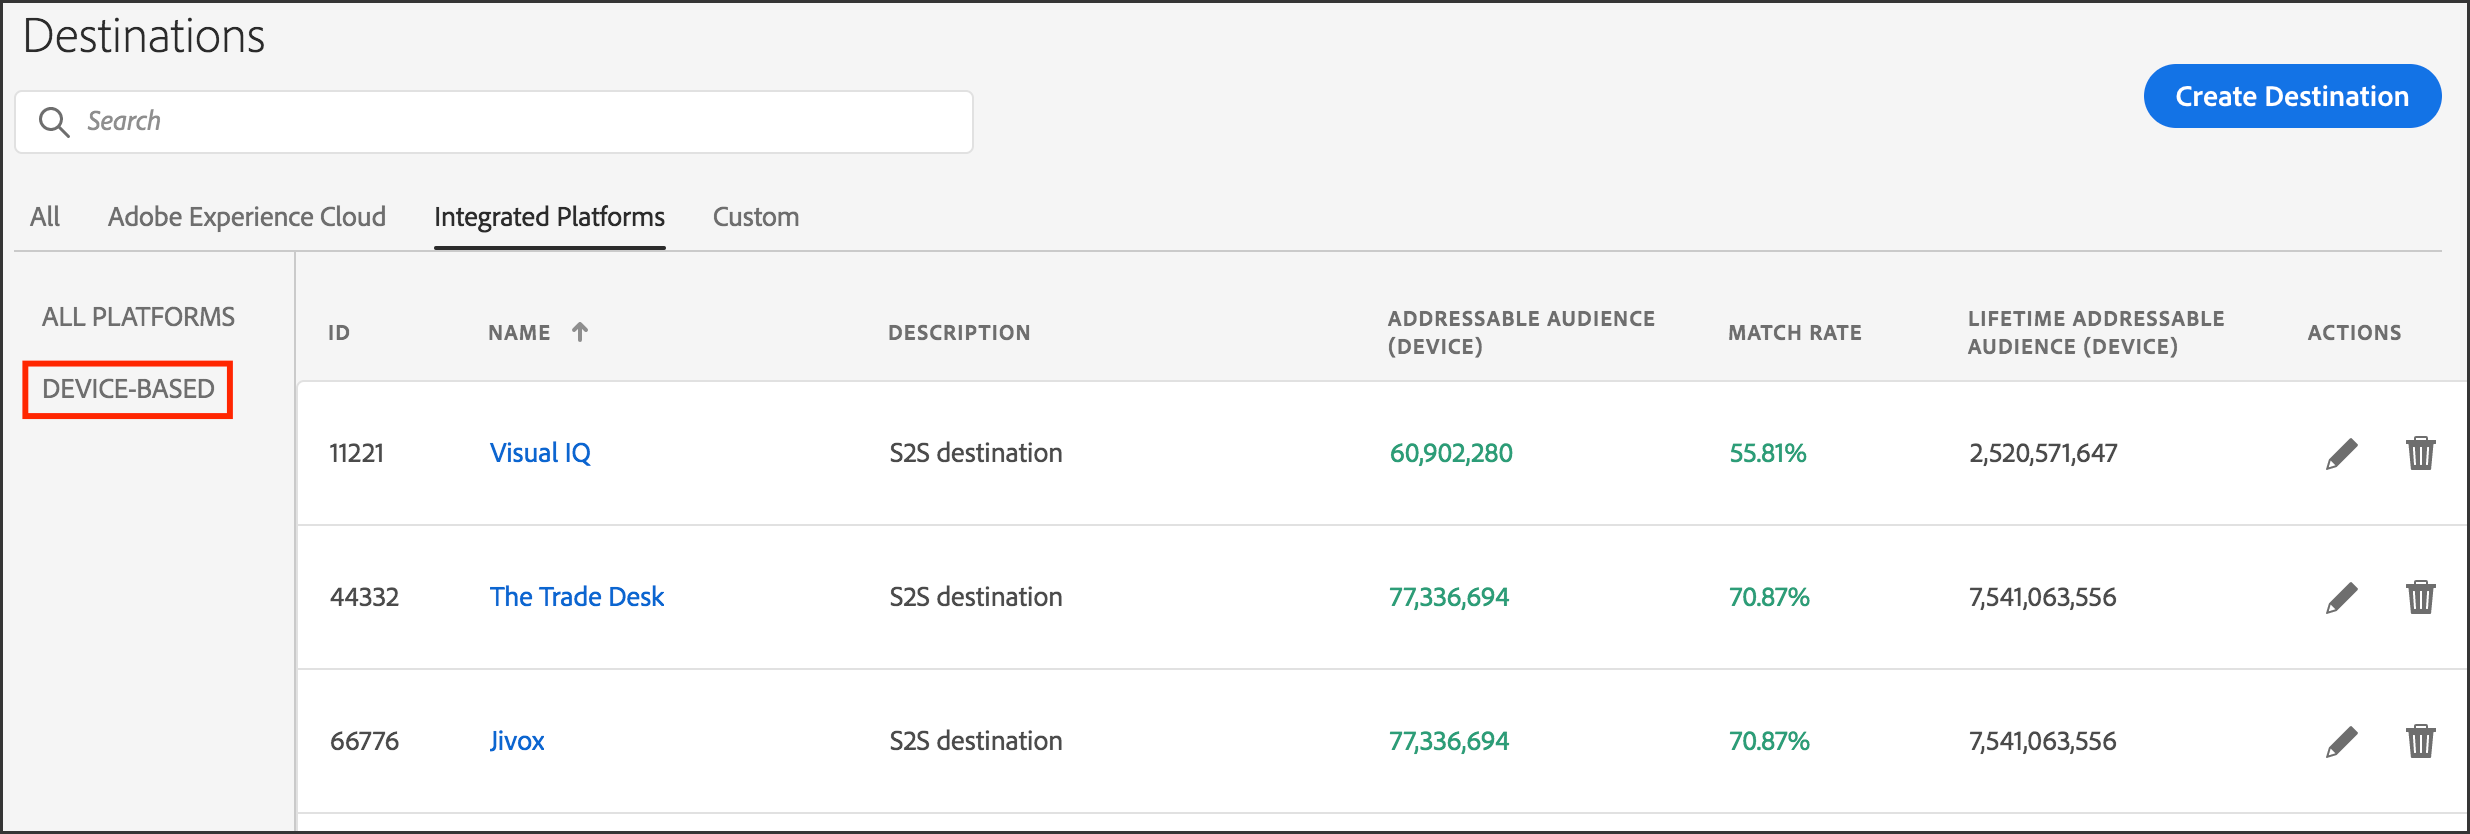 Destinations
Search
Create Destination
All Adobe Experience Cloud Integrated Platforms Custom
ALL PLATFORMS
DEVICE-BASED
ID NAME DESCRIPTION ADDRESSABLE AUDIENCE (DEVICE) MATCH RATE LIFETIME ADDRESSABLE AUDIENCE (DEVICE) ACTIONS
11221 Visual IQ S2S destination 60,902,280 55.81% 2,520,571,647
44332 The Trade Desk S2S destination 77,336,694 70.87% 7,541,063,556
66776 Jivox S2S destination 77,336,694 70.87% 7,541,063,556